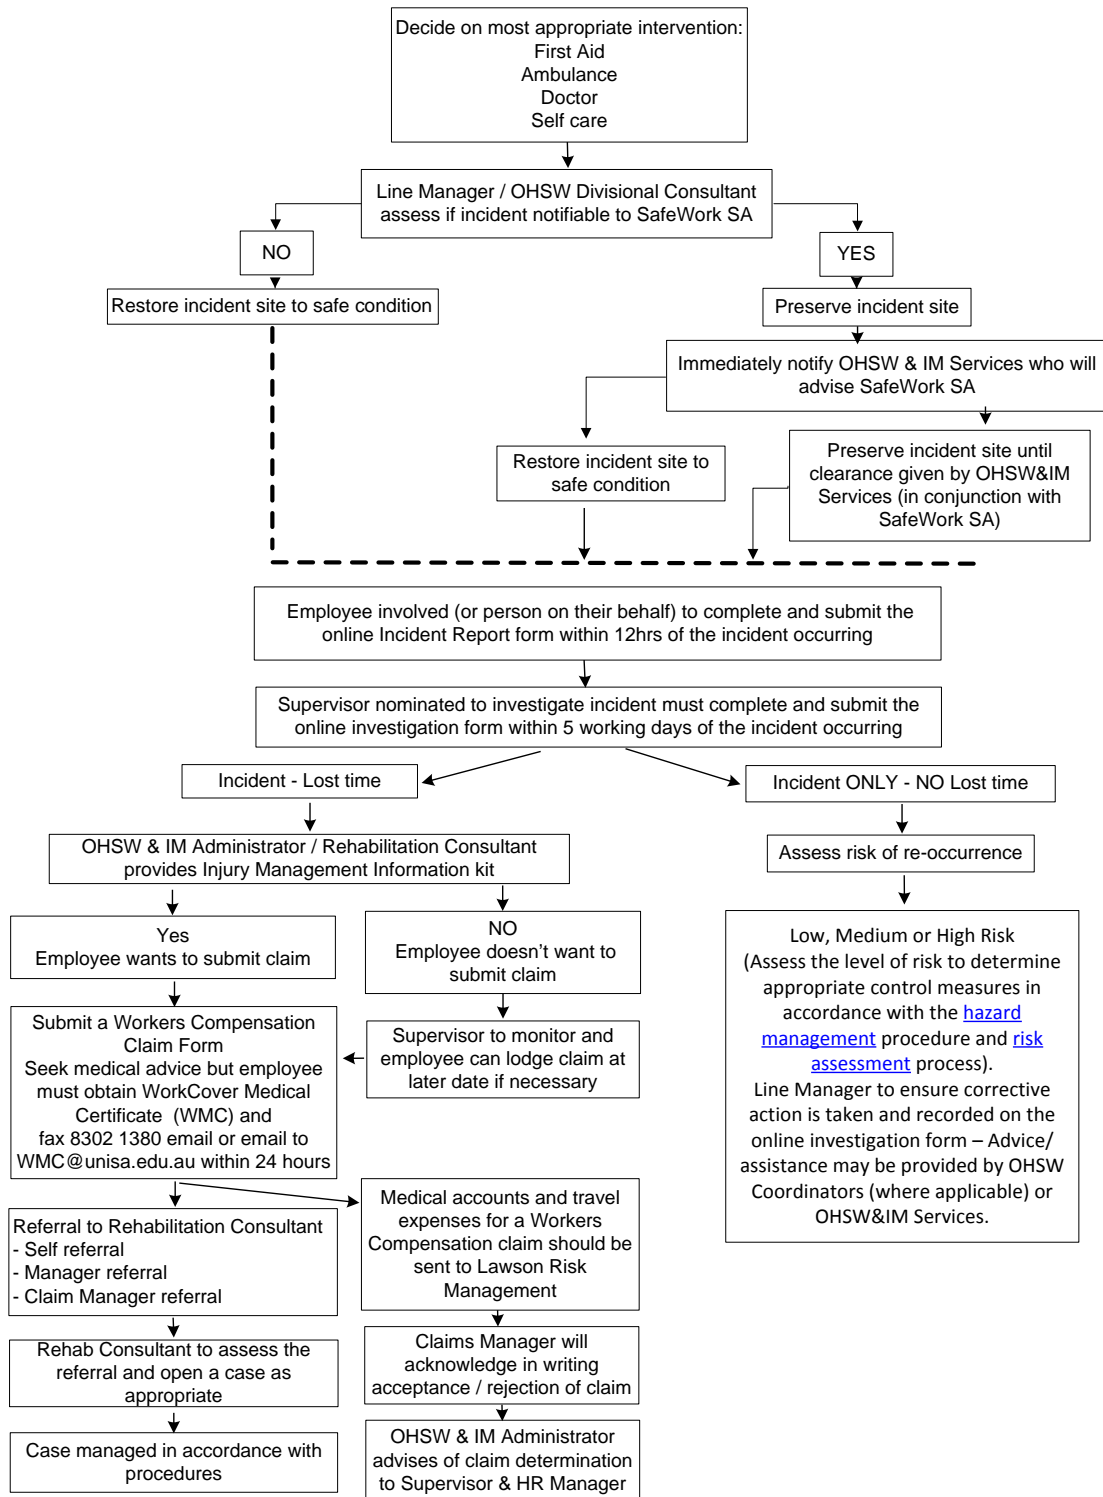 Decide on most appropriate intervention:
First Aid
Ambulance
Doctor
Self care
Line Manager / OHSW Divisional Consultant
assess if incident notifiable to SafeWork SA
NO
YES
Restore incident site to safe condition
Preserve incident site
Immediately notify OHSW & IM Services who will
advise SafeWork SA
Restore incident site to
safe condition
Preserve incident site until
clearance given by OHSW&IM
Services (in conjunction with
SafeWork SA)
Employee involved (or person on their behalf) to complete and submit the
online Incident Report form within 12hrs of the incident occurring
Supervisor nominated to investigate incident must complete and submit the
online investigation form within 5 working days of the incident occurring
Incident - Lost time
Incident ONLY - NO Lost time
OHSW & IM Administrator / Rehabilitation Consultant
provides Injury Management Information kit
Assess risk of re-occurrence
Yes
Employee wants to submit claim
NO
Employee doesn't want to
submit claim
Low, Medium or High Risk
(Assess the level of risk to determine
appropriate control measures in
accordance with the hazard
management procedure and risk
assessment process).
Line Manager to ensure corrective
action is taken and recorded on the
online investigation form – Advice/
assistance may be provided by OHSW
Coordinators (where applicable) or
OHSW&IM Services.
Submit a Workers Compensation
Claim Form
Seek medical advice but employee
must obtain WorkCover Medical
Certificate (WMC) and
fax 8302 1380 email or email to
WMC@unisa.edu.au within 24 hours
Supervisor to monitor and
employee can lodge claim at
later date if necessary
Referral to Rehabilitation Consultant
- Self referral
- Manager referral
- Claim Manager referral
Medical accounts and travel
expenses for a Workers
Compensation claim should be
sent to Lawson Risk
Management
Rehab Consultant to assess the
referral and open a case as
appropriate
Claims Manager will
acknowledge in writing
acceptance / rejection of claim
Case managed in accordance with
procedures
OHSW & IM Administrator
advises of claim determination
to Supervisor & HR Manager